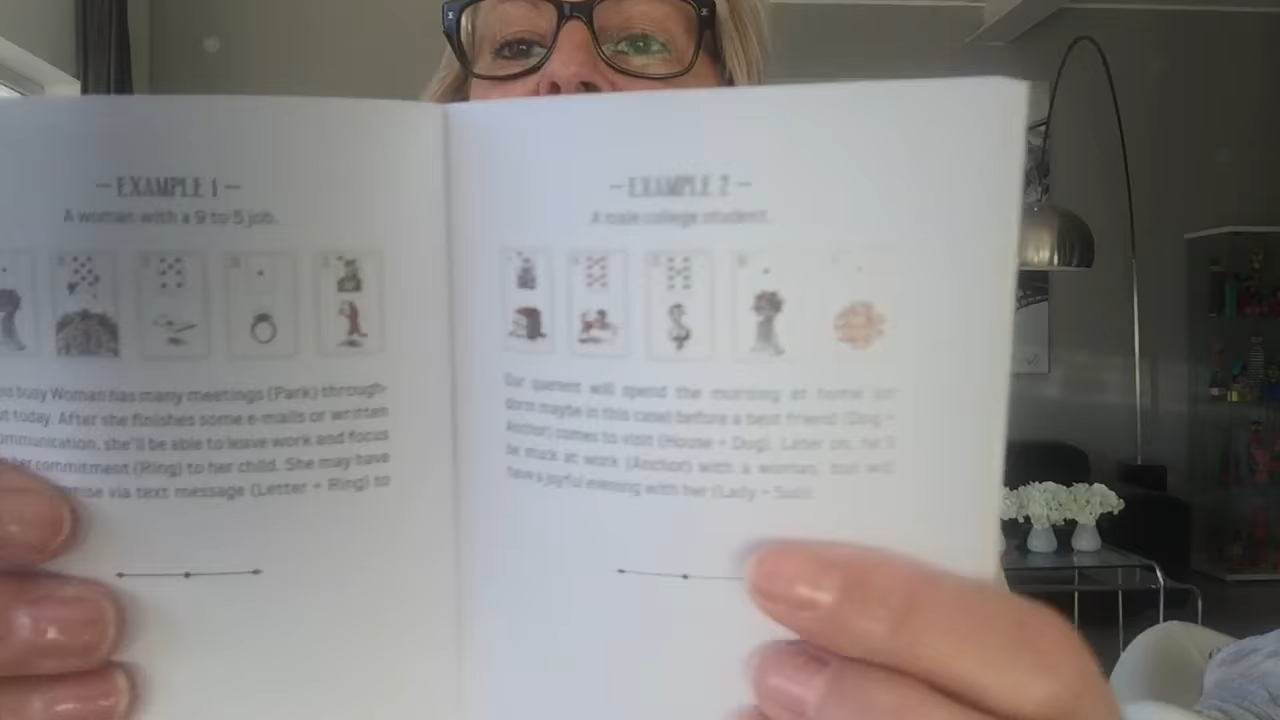 – EXAMPLE 1 –
A woman with a 9 to 5 job.
busy Woman has many meetings (Park) through-
today. After she finishes some e-mails or written
she'll be able to leave work and focus
her commitment (Ring) to her child. She may have
via text message (Letter + Ring) to
– EXAMPLE 2 –
A male college student.
Our querent will spend the morning at home (or
dorm maybe in this case) before a best friend (Dog +
Anchor) comes to visit (House + Dog). Later on, he'll
be stuck at work (Anchor) with a woman, but will
have a joyful evening with her (Lady + Sun).